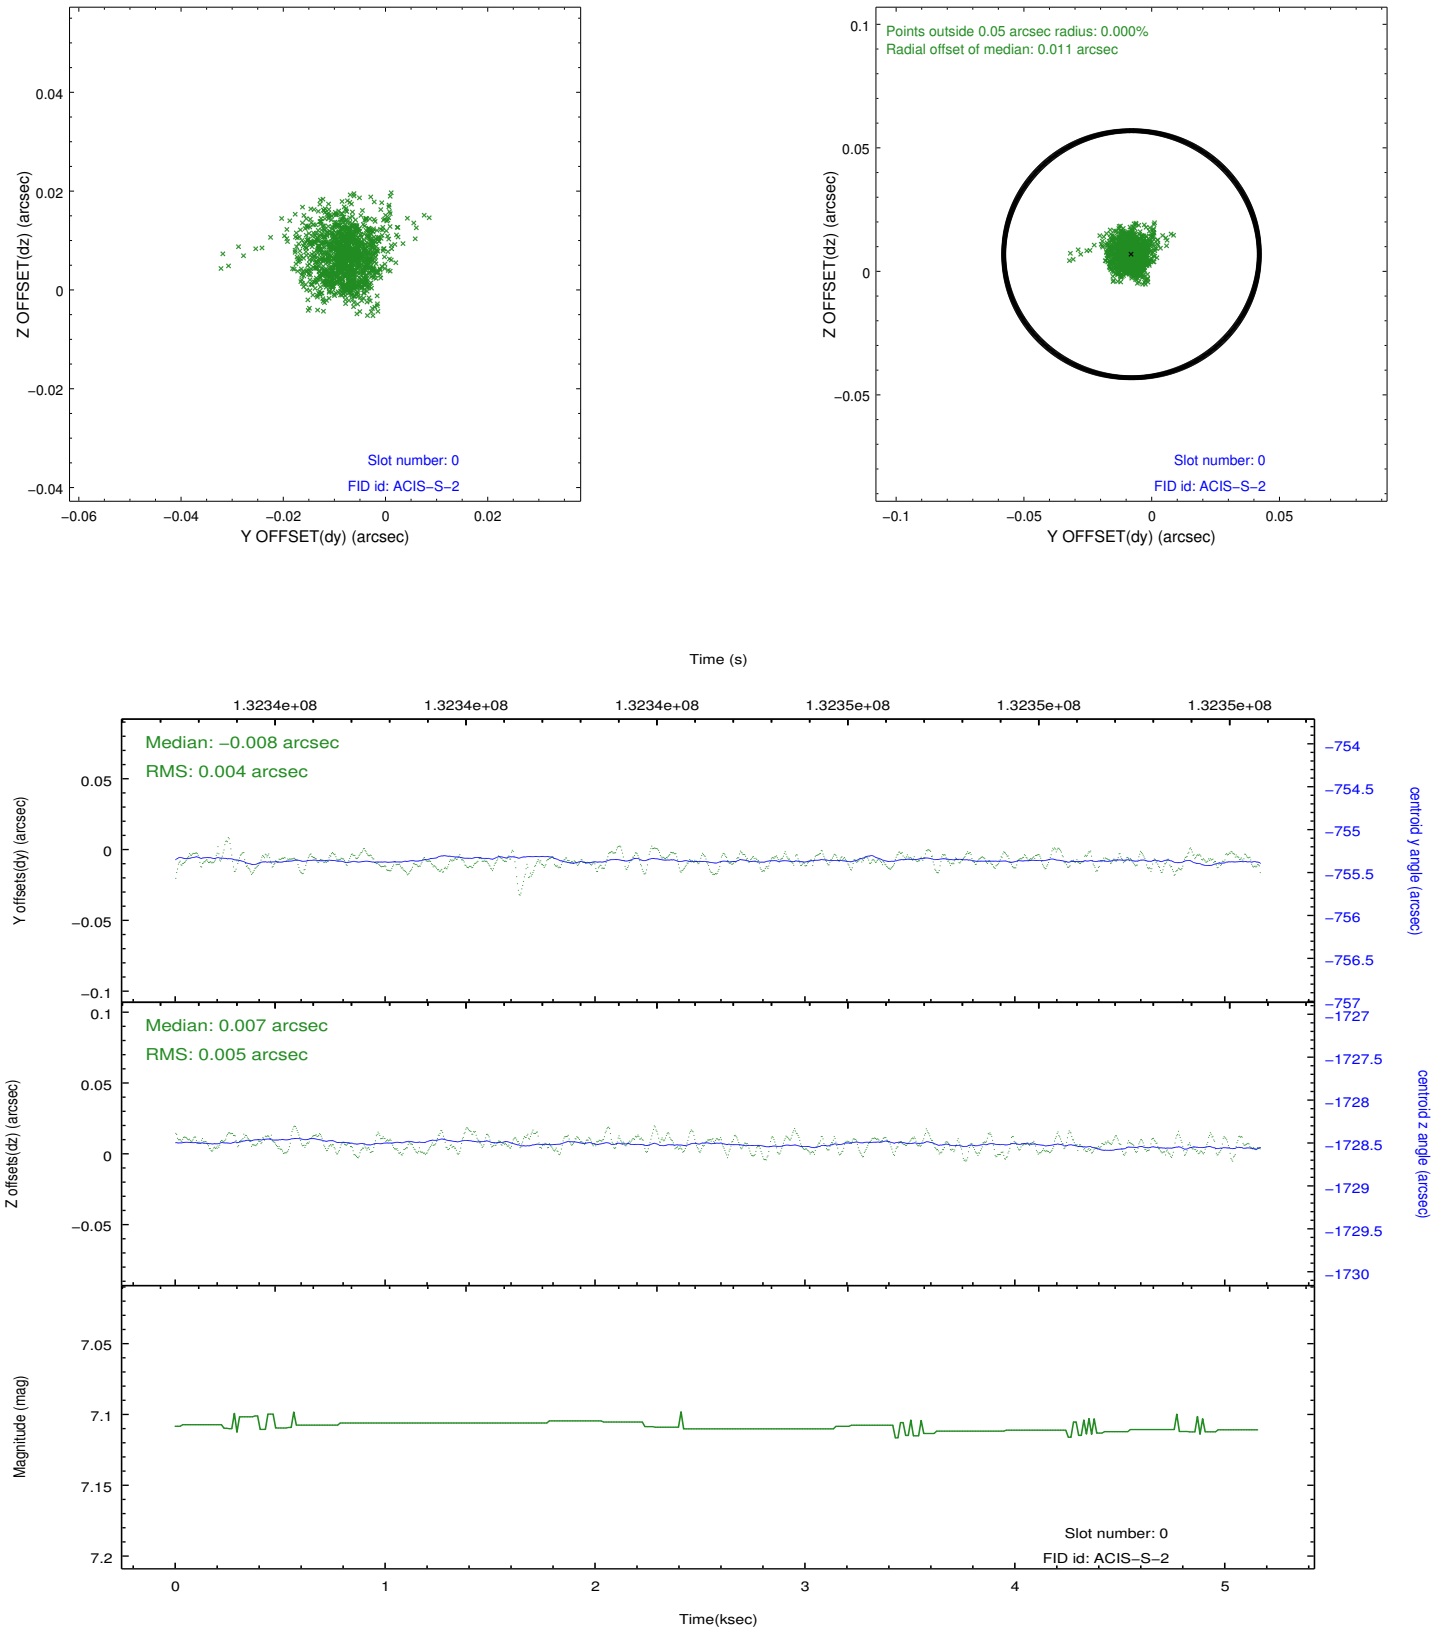 0.04
0.02
0
−0.02
−0.04
Z OFFSET(dz) (arcsec)
Slot number: 0
FID id: ACIS−S−2
−0.06
−0.04
−0.02
0
0.02
Y OFFSET(dy) (arcsec)
Points outside 0.05 arcsec radius: 0.000%
Radial offset of median: 0.011 arcsec
0.1
0.05
0
−0.05
Z OFFSET(dz) (arcsec)
Slot number: 0
FID id: ACIS−S−2
−0.1
−0.05
0
0.05
Y OFFSET(dy) (arcsec)
Time (s)
1.3234e+08
1.3234e+08
1.3234e+08
1.3235e+08
1.3235e+08
1.3235e+08
Median: −0.008 arcsec
RMS: 0.004 arcsec
0.05
0
−0.05
−0.1
Y offsets(dy) (arcsec)
−754
−754.5
−755
−755.5
−756
−756.5
−757
centroid y angle (arcsec)
Median: 0.007 arcsec
RMS: 0.005 arcsec
0.1
0.05
0
−0.05
Z offsets(dz) (arcsec)
−1727
−1727.5
−1728
−1728.5
−1729
−1729.5
−1730
centroid z angle (arcsec)
7.05
7.1
7.15
7.2
Magnitude (mag)
Slot number: 0
FID id: ACIS−S−2
0
1
2
3
4
5
Time(ksec)